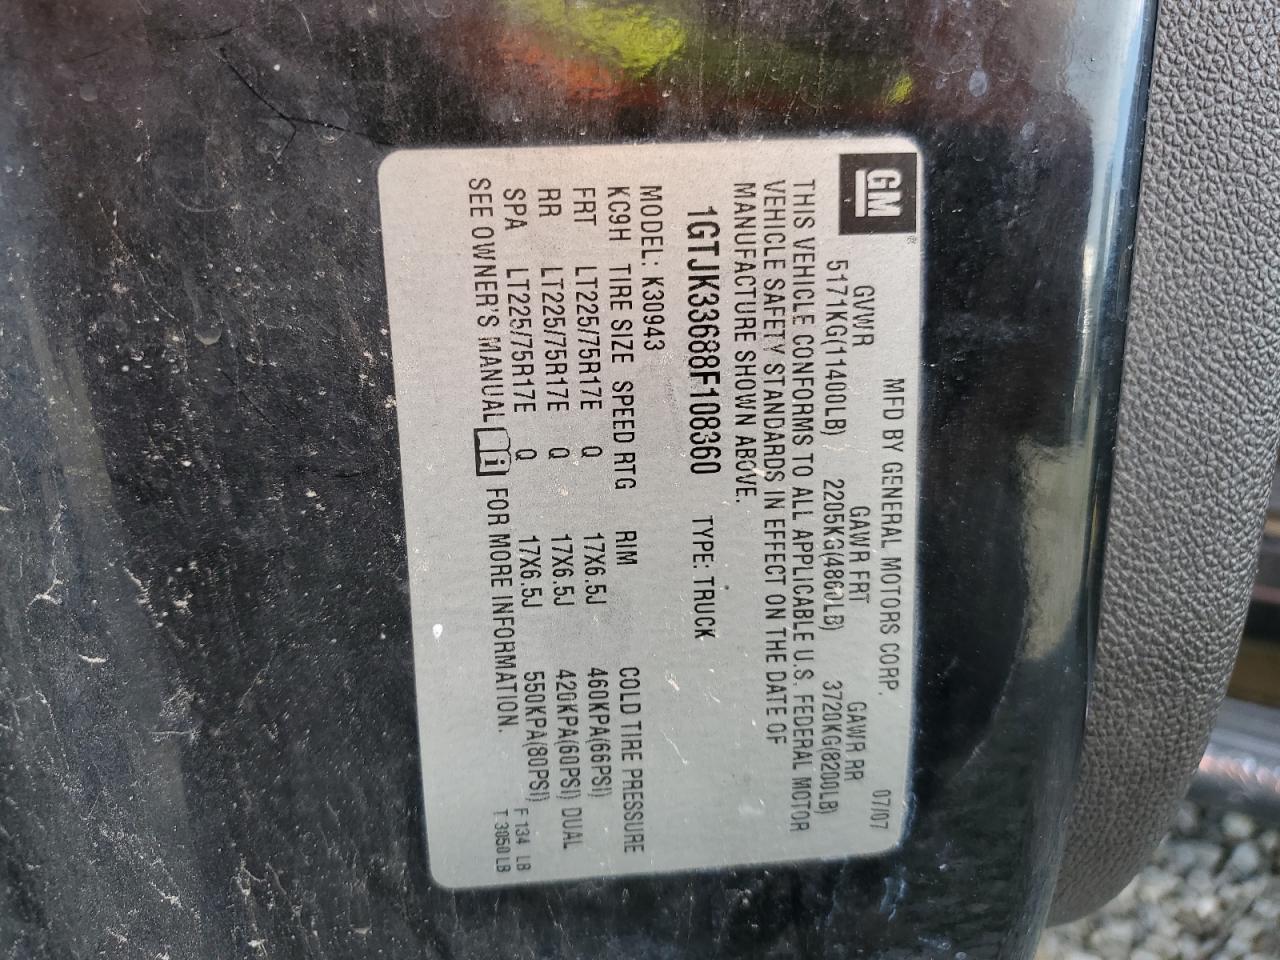 GM®
MFD BY GENERAL MOTORS CORP. 07/07
GVWR GAWR FRT GAWR RR
5171KG(11400LB) 2205KG(4860LB) 3720KG(8200LB)
THIS VEHICLE CONFORMS TO ALL APPLICABLE U.S. FEDERAL MOTOR
VEHICLE SAFETY STANDARDS IN EFFECT ON THE DATE OF
MANUFACTURE SHOWN ABOVE.
1GTJK33688F108360 TYPE: TRUCK
MODEL: K30943
KC9H TIRE SIZE SPEED RTG RIM COLD TIRE PRESSURE
FRT LT225/75R17E Q 17X6.5J 460KPA(66PSI)
RR LT225/75R17E Q 17X6.5J 420KPA(60PSI) DUAL
SPA LT225/75R17E Q 17X6.5J 550KPA(80PSI)
SEE OWNER'S MANUAL FOR MORE INFORMATION.
F 134 LB
T 3050 LB